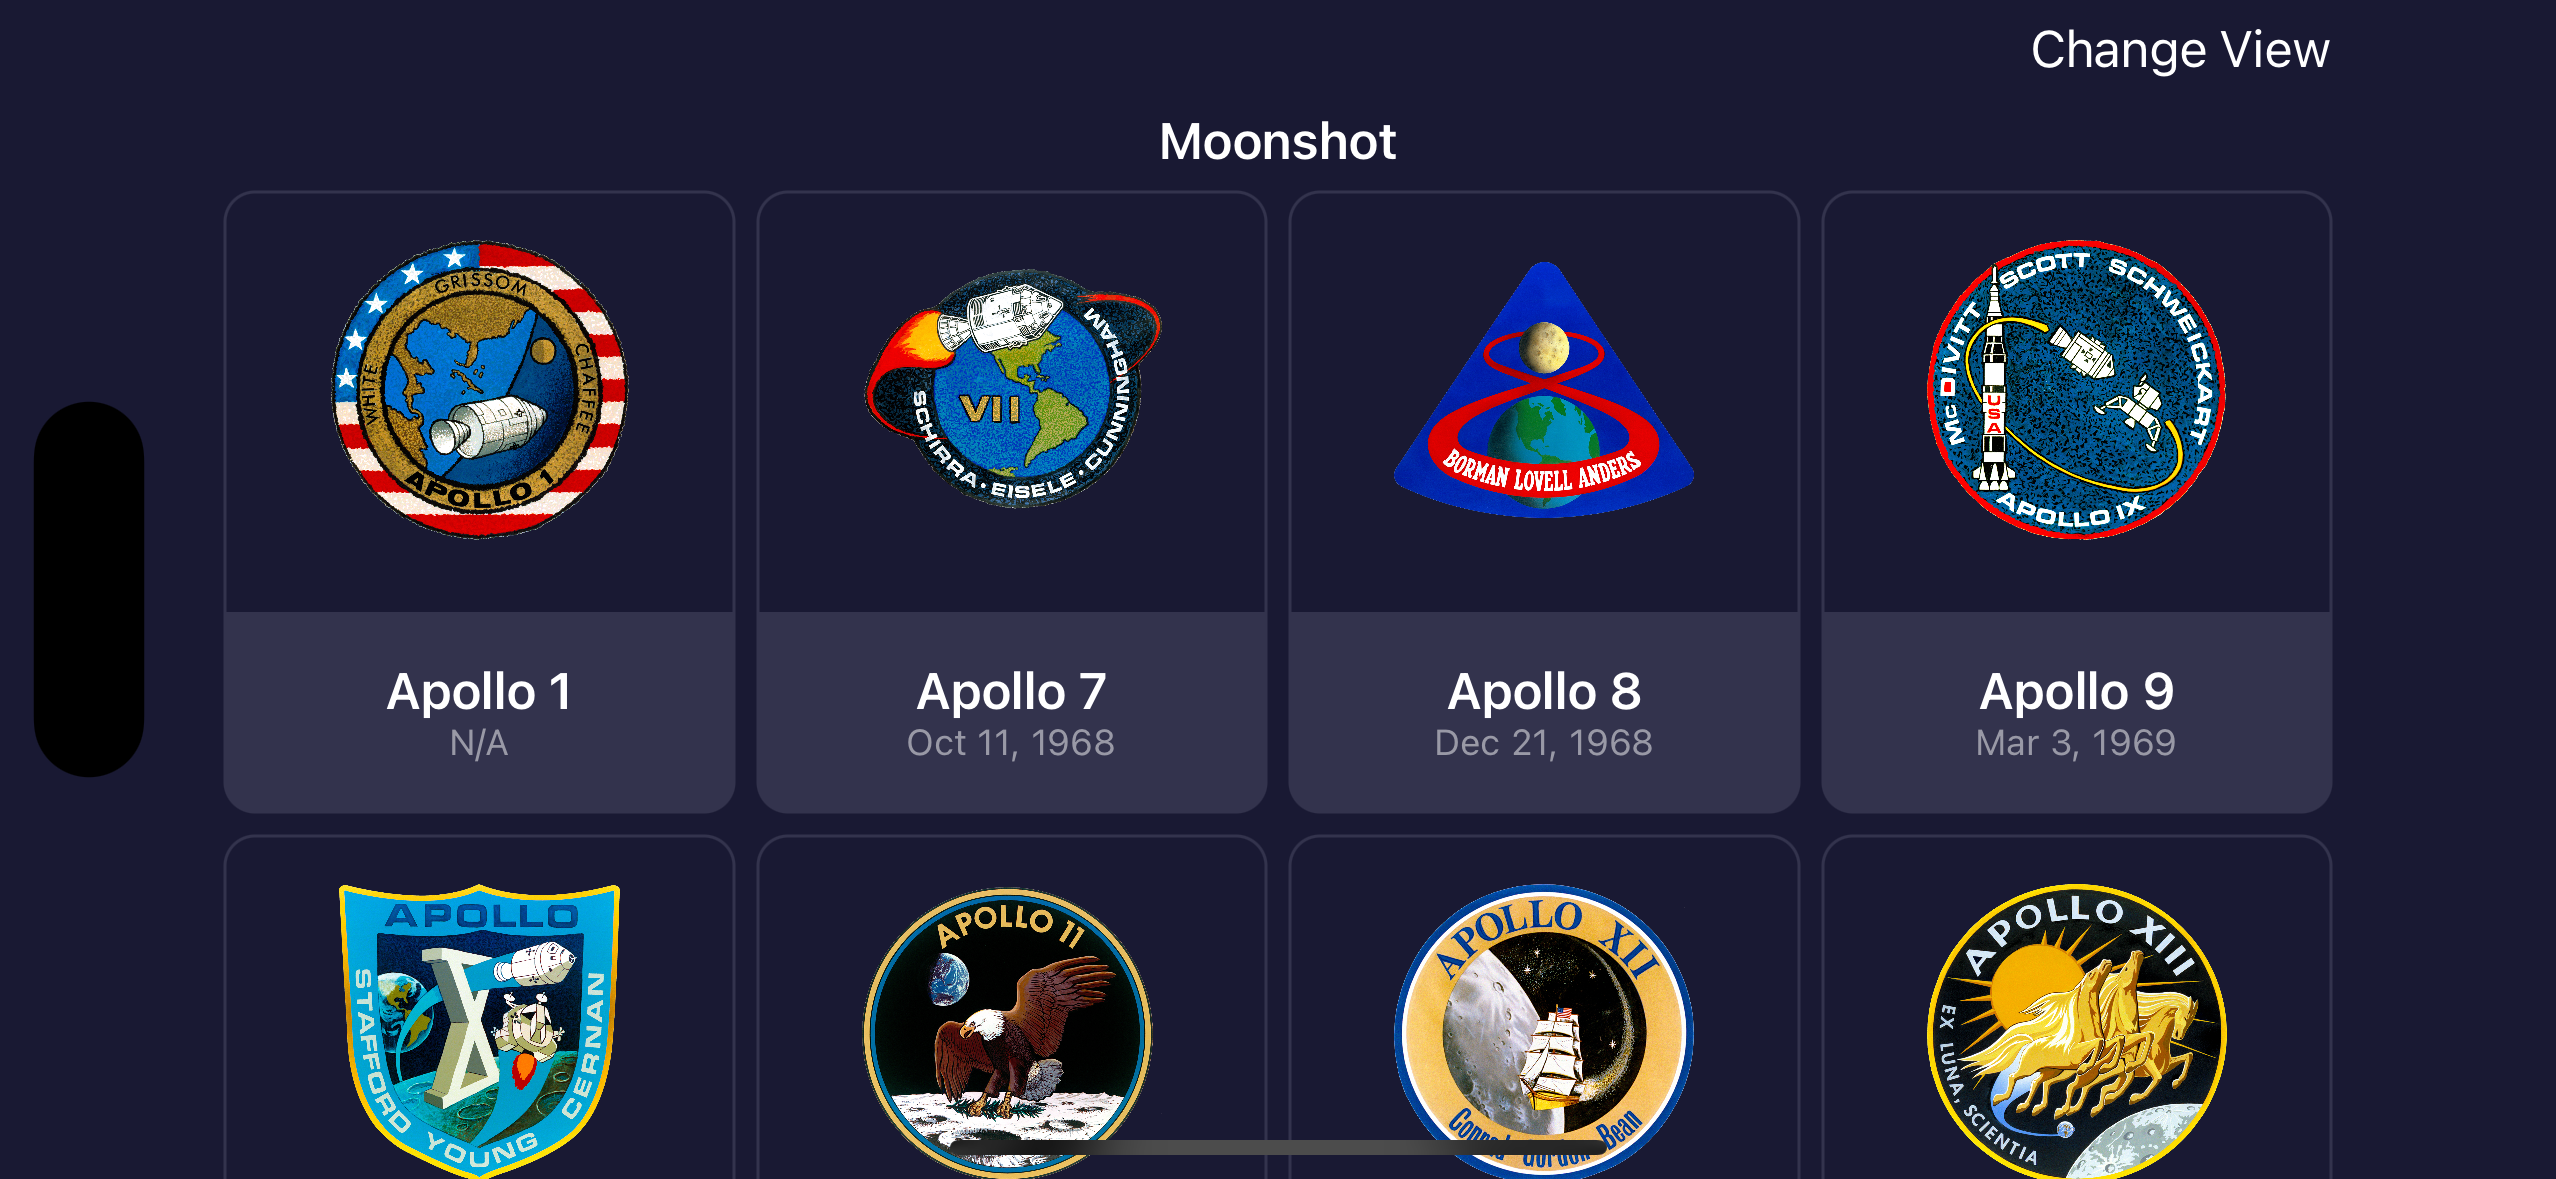 Change View
Moonshot
GRISSOM
WHITE
CHAFFEE
APOLLO 1
VII
SCHIRRA • EISELE • CUNNINGHAM
BORMAN LOVELL ANDERS
McDIVITT SCOTT SCHWEICKART
USA
APOLLO IX
Apollo 1
N/A
Apollo 7
Oct 11, 1968
Apollo 8
Dec 21, 1968
Apollo 9
Mar 3, 1969
APOLLO
X
STAFFORD YOUNG CERNAN
APOLLO 11
APOLLO XII
Bean
APOLLO XIII
EX LUNA, SCIENTIA